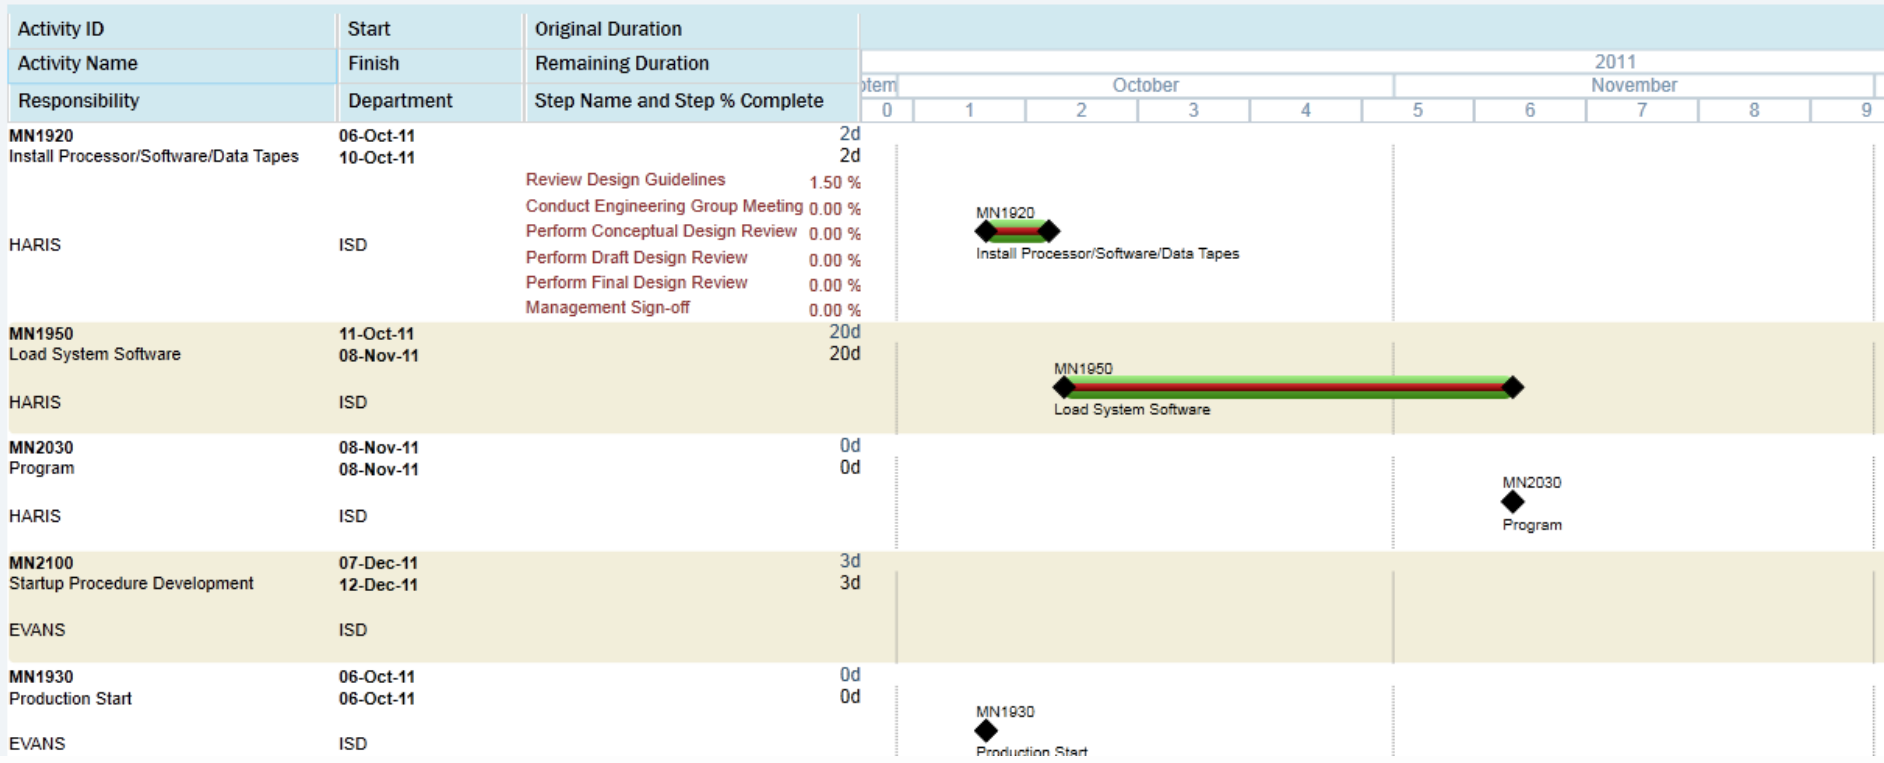 Activity ID Start Original Duration
Activity Name Finish Remaining Duration
2011
October November
Responsibility Department Step Name and Step % Complete
0 1 2 3 4 5 6 7 8 9
MN1920 06-Oct-11 2d
Install Processor/Software/Data Tapes 10-Oct-11 2d
Review Design Guidelines 1.50 %
Conduct Engineering Group Meeting 0.00 %
Perform Conceptual Design Review 0.00 %
HARIS ISD
Perform Draft Design Review 0.00 %
Perform Final Design Review 0.00 %
Management Sign-off 0.00 %
MN1920
Install Processor/Software/Data Tapes
MN1950 11-Oct-11 20d
Load System Software 08-Nov-11 20d
HARIS ISD
MN1950
Load System Software
MN2030 08-Nov-11 0d
Program 08-Nov-11 0d
HARIS ISD
MN2030
Program
MN2100 07-Dec-11 3d
Startup Procedure Development 12-Dec-11 3d
EVANS ISD
MN1930 06-Oct-11 0d
Production Start 06-Oct-11 0d
EVANS ISD
MN1930
Production Start